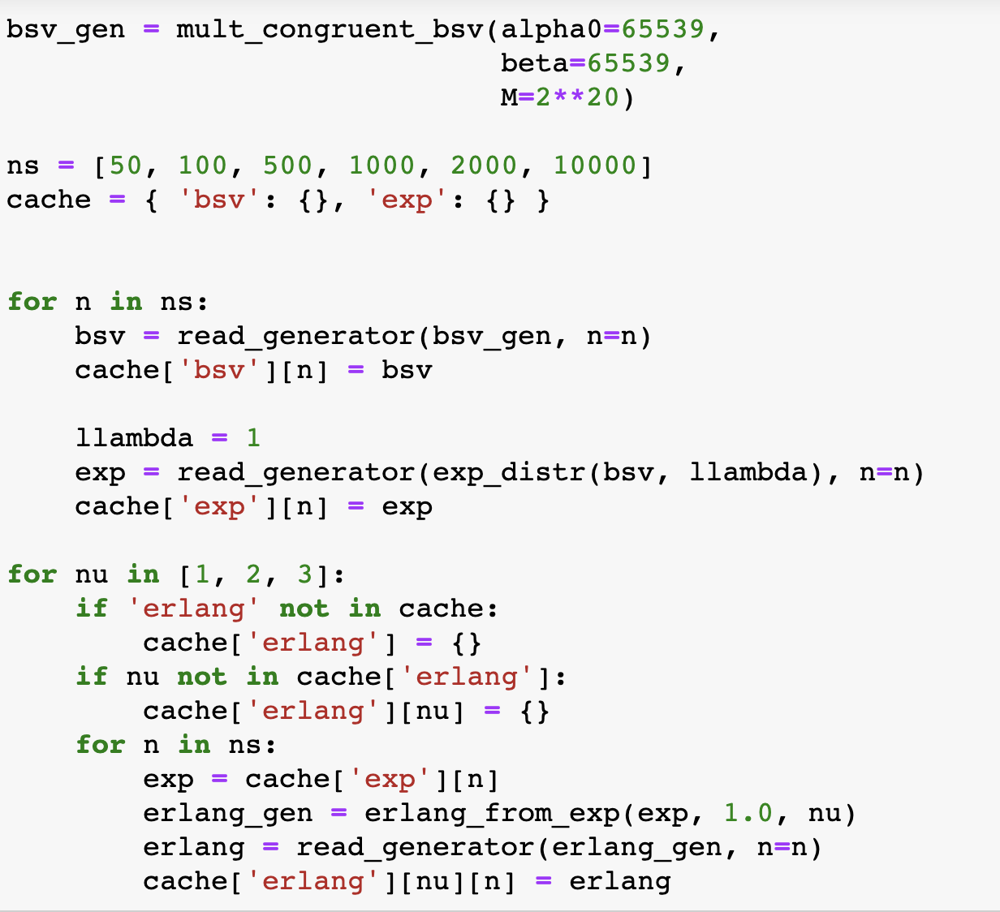 bsv_gen = mult_congruent_bsv(alpha0=65539,
                             beta=65539,
                             M=2**20)
ns = [50, 100, 500, 1000, 2000, 10000]
cache = { 'bsv': {}, 'exp': {} }
for n in ns:
    bsv = read_generator(bsv_gen, n=n)
    cache['bsv'][n] = bsv
    llambda = 1
    exp = read_generator(exp_distr(bsv, llambda), n=n)
    cache['exp'][n] = exp
for nu in [1, 2, 3]:
    if 'erlang' not in cache:
        cache['erlang'] = {}
    if nu not in cache['erlang']:
        cache['erlang'][nu] = {}
    for n in ns:
        exp = cache['exp'][n]
        erlang_gen = erlang_from_exp(exp, 1.0, nu)
        erlang = read_generator(erlang_gen, n=n)
        cache['erlang'][nu][n] = erlang